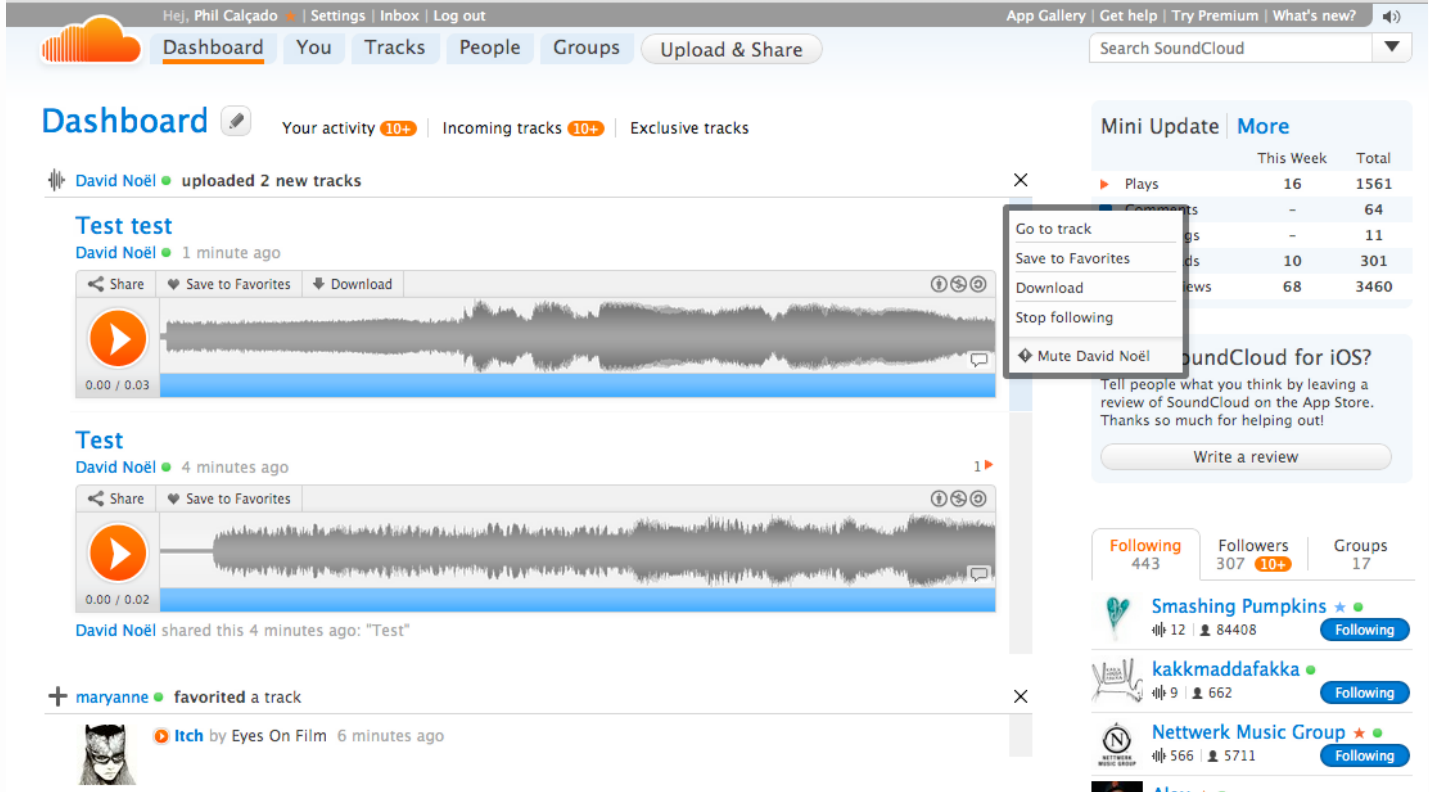 Hej, Phil Calçado | Settings | Inbox | Log out
App Gallery | Get help | Try Premium | What's new?
Dashboard You Tracks People Groups Upload & Share
Search SoundCloud
Dashboard
Your activity 10+ Incoming tracks 10+ Exclusive tracks
David Noël uploaded 2 new tracks
Test test
David Noël 1 minute ago
Share Save to Favorites Download
0.00 / 0.03
Go to track
Save to Favorites
Download
Stop following
Mute David Noël
Test
David Noël 4 minutes ago
1
Share Save to Favorites
0.00 / 0.02
David Noël shared this 4 minutes ago: "Test"
maryanne favorited a track
Itch by Eyes On Film 6 minutes ago
Mini Update More
This Week Total
Plays 16 1561
Comments – 64
gs – 11
ds 10 301
ews 68 3460
oundCloud for iOS?
Tell people what you think by leaving a
review of SoundCloud on the App Store.
Thanks so much for helping out!
Write a review
Following Followers Groups
443 307 10+ 17
Smashing Pumpkins
12 84408 Following
kakkmaddafakka
9 662 Following
NETTWERK
MUSIC GROUP
Nettwerk Music Group
566 5711 Following